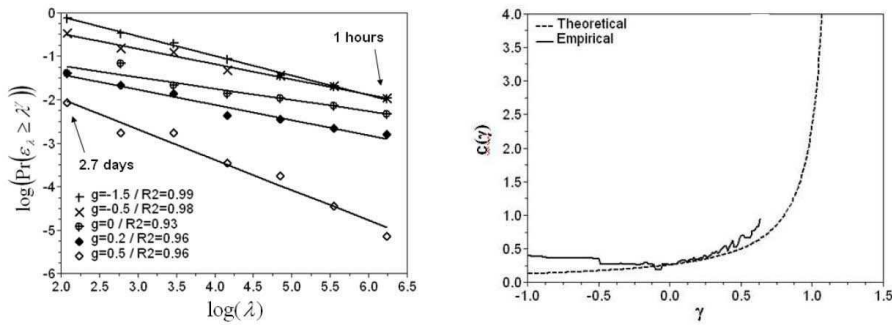 log(Pr(ε_λ ≥ λ^γ))
0
-1
-2
-3
-4
-5
-6
1 hours
2.7 days
g=-1.5 / R2=0.99
g=-0.5 / R2=0.98
g=0 / R2=0.93
g=0.2 / R2=0.96
g=0.5 / R2=0.96
2.0 2.5 3.0 3.5 4.0 4.5 5.0 5.5 6.0 6.5
log(λ)
c(γ)
4.0
3.5
3.0
2.5
2.0
1.5
1.0
0.5
0.0
Theoretical
Empirical
-1.0 -0.5 0.0 0.5 1.0 1.5
γ